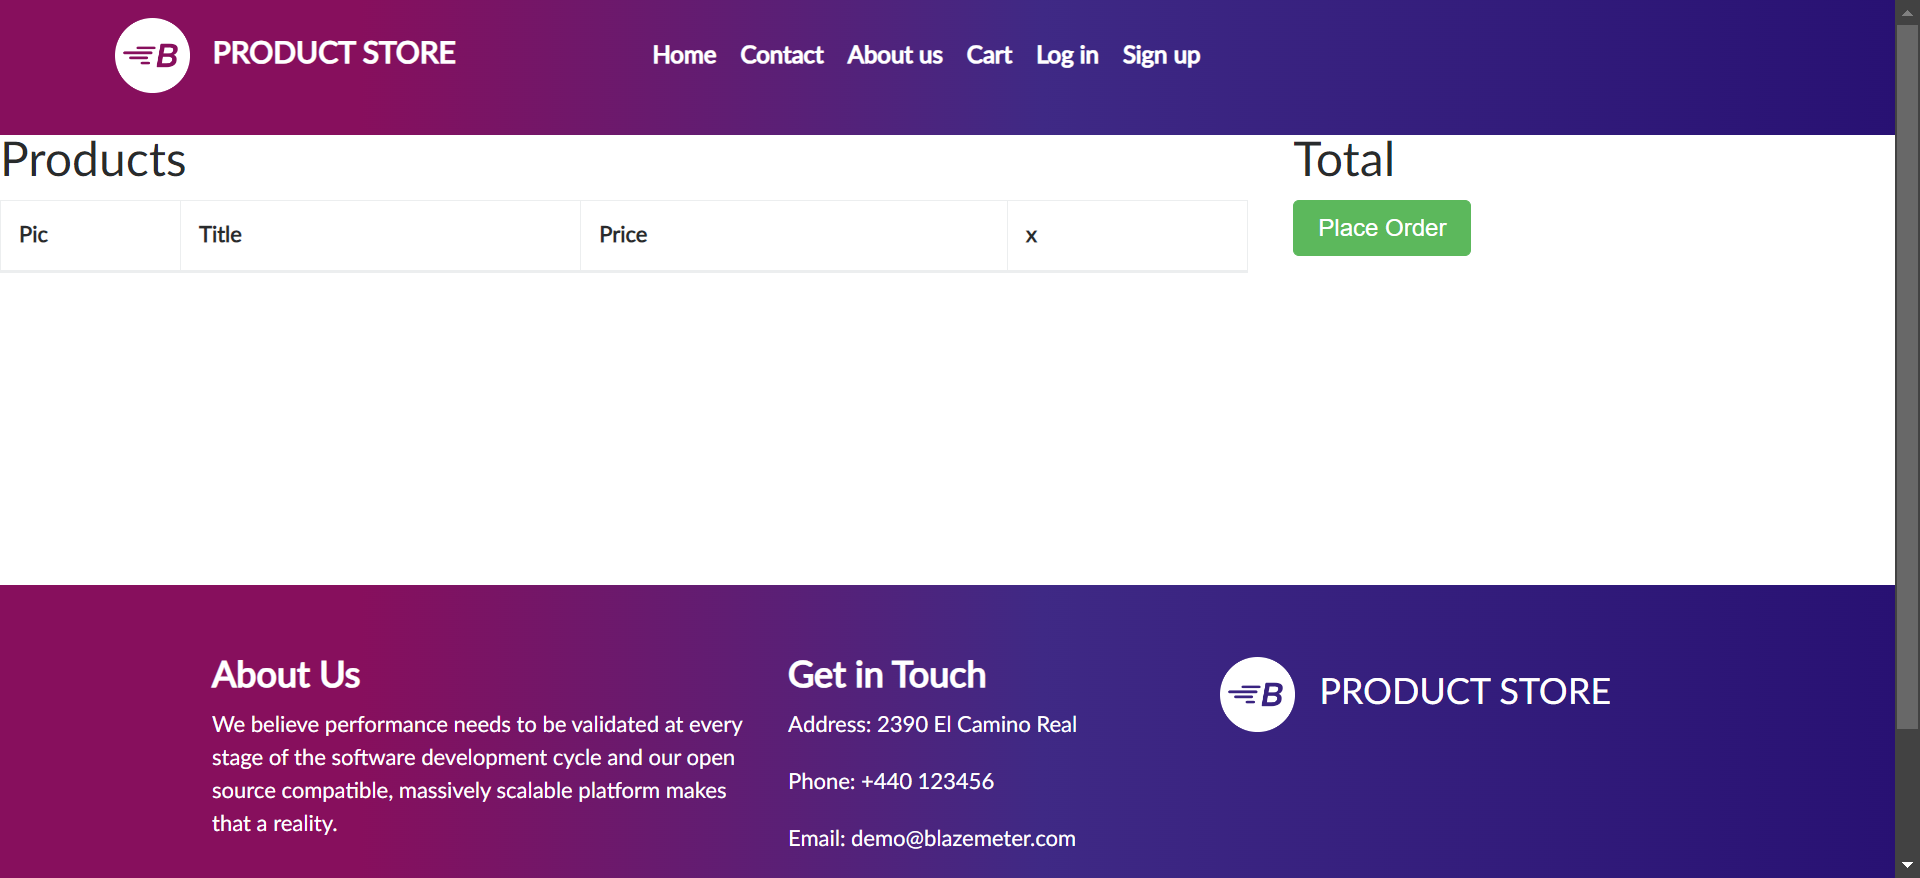 B PRODUCT STORE
Home Contact About us Cart Log in Sign up
Products
Total
Pic Title Price x
Place Order
About Us
We believe performance needs to be validated at every
stage of the software development cycle and our open
source compatible, massively scalable platform makes
that a reality.
Get in Touch
Address: 2390 El Camino Real
Phone: +440 123456
Email: demo@blazemeter.com
B PRODUCT STORE